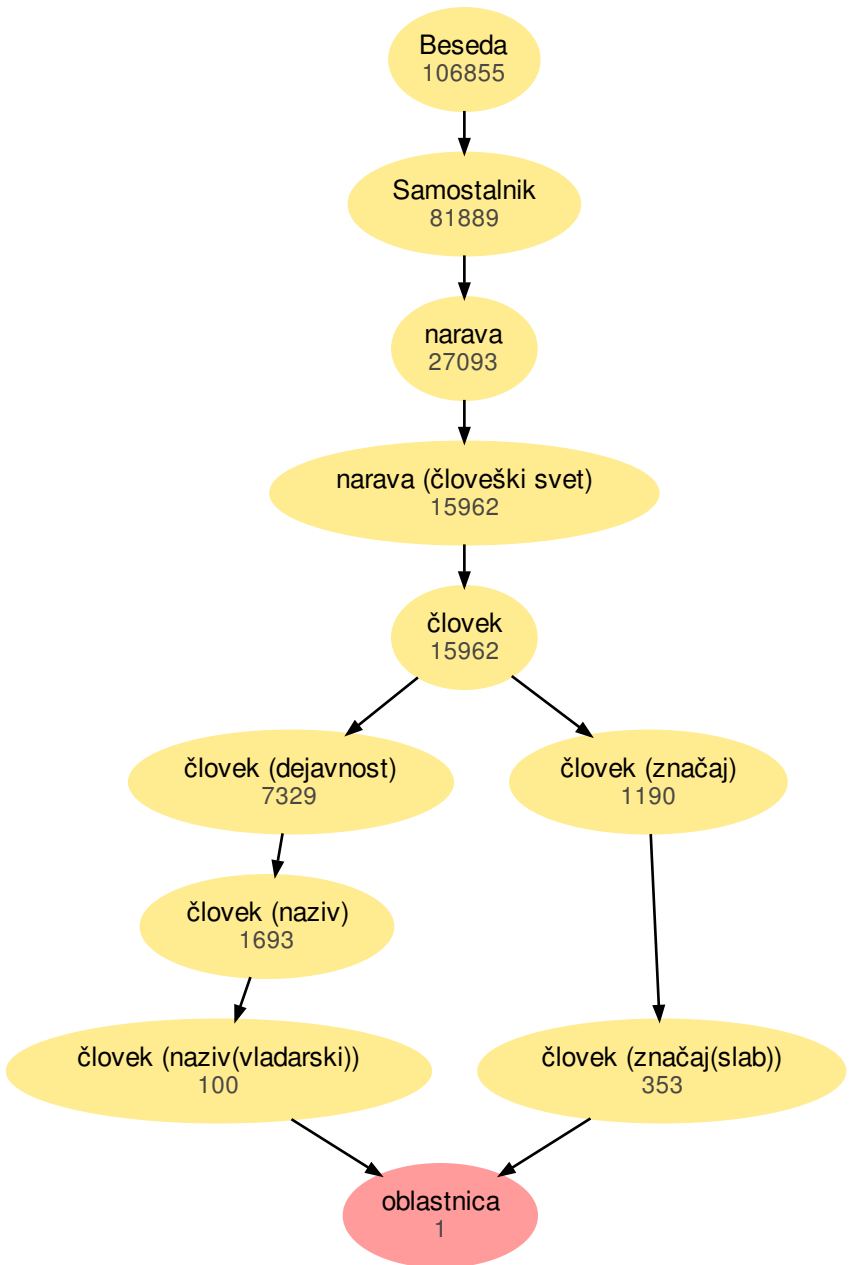 Beseda
106855
Samostalnik
81889
narava
27093
narava (človeški svet)
15962
človek
15962
človek (dejavnost)
7329
človek (značaj)
1190
človek (naziv)
1693
človek (naziv(vladarski))
100
človek (značaj(slab))
353
oblastnica
1